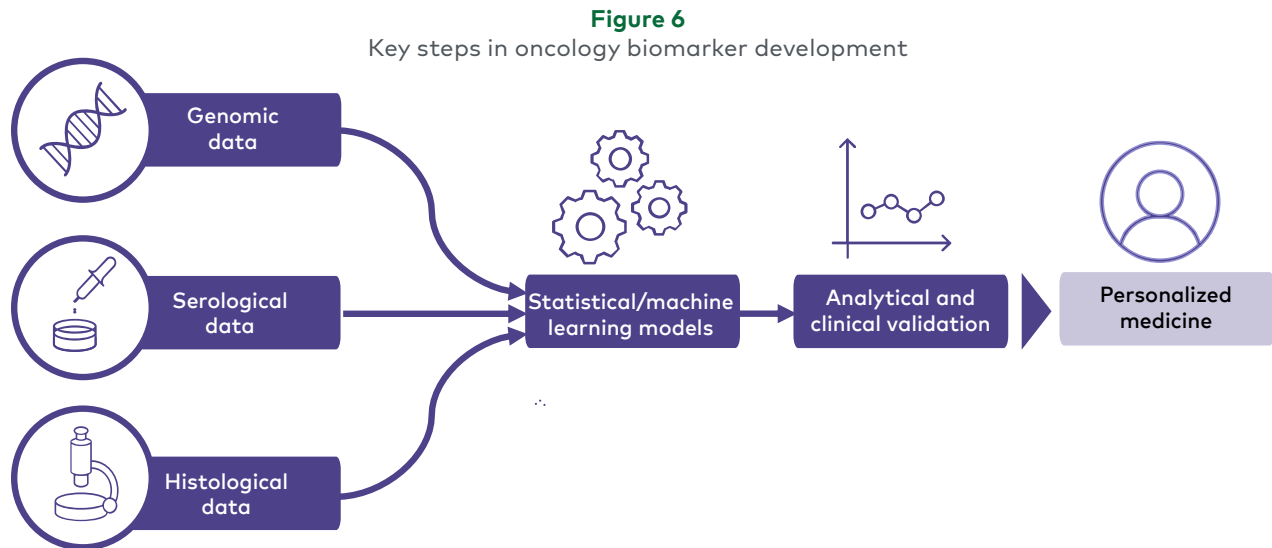 Figure 6
Key steps in oncology biomarker development
Genomic
data
Serological
data
Histological
data
Statistical/machine
learning models
Analytical and
clinical validation
Personalized
medicine